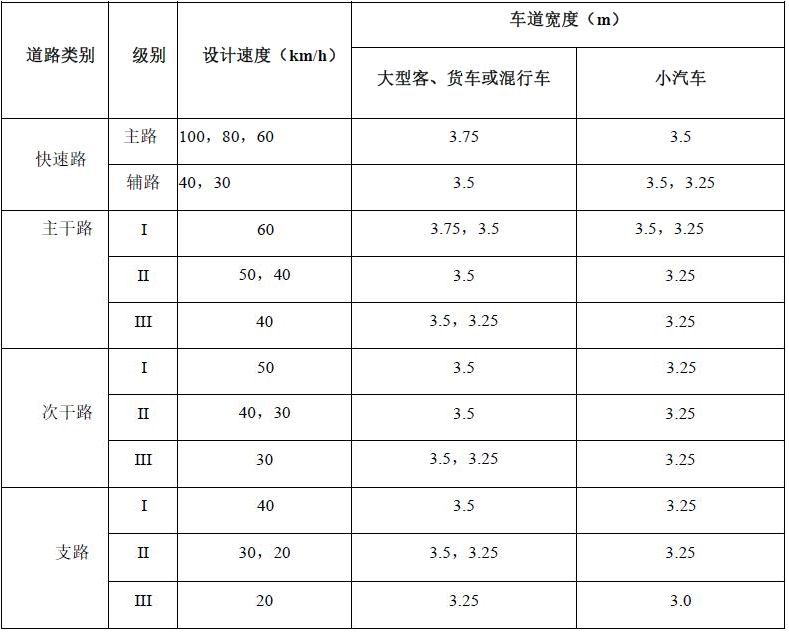 道路类别 级别 设计速度（km/h） 车道宽度（m）
大型客、货车或混行车 小汽车
快速路 主路 100，80，60 3.75 3.5
辅路 40，30 3.5 3.5，3.25
主干路 I 60 3.75，3.5 3.5，3.25
II 50，40 3.5 3.25
III 40 3.5，3.25 3.25
次干路 I 50 3.5 3.25
II 40，30 3.5 3.25
III 30 3.5，3.25 3.25
支路 I 40 3.5 3.25
II 30，20 3.5，3.25 3.25
III 20 3.25 3.0